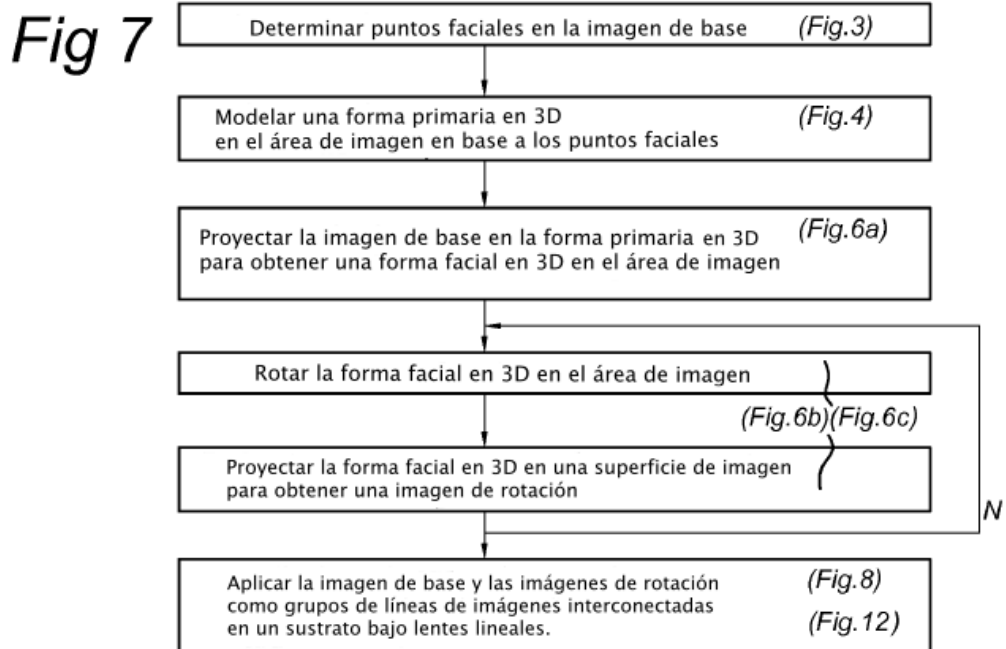 Fig 7
Determinar puntos faciales en la imagen de base (Fig.3)
Modelar una forma primaria en 3D (Fig.4)
en el área de imagen en base a los puntos faciales
Proyectar la imagen de base en la forma primaria en 3D (Fig.6a)
para obtener una forma facial en 3D en el área de imagen
Rotar la forma facial en 3D en el área de imagen
(Fig.6b)(Fig.6c)
Proyectar la forma facial en 3D en una superficie de imagen
para obtener una imagen de rotación
N
Aplicar la imagen de base y las imágenes de rotación (Fig.8)
como grupos de líneas de imágenes interconectadas
en un sustrato bajo lentes lineales. (Fig.12)